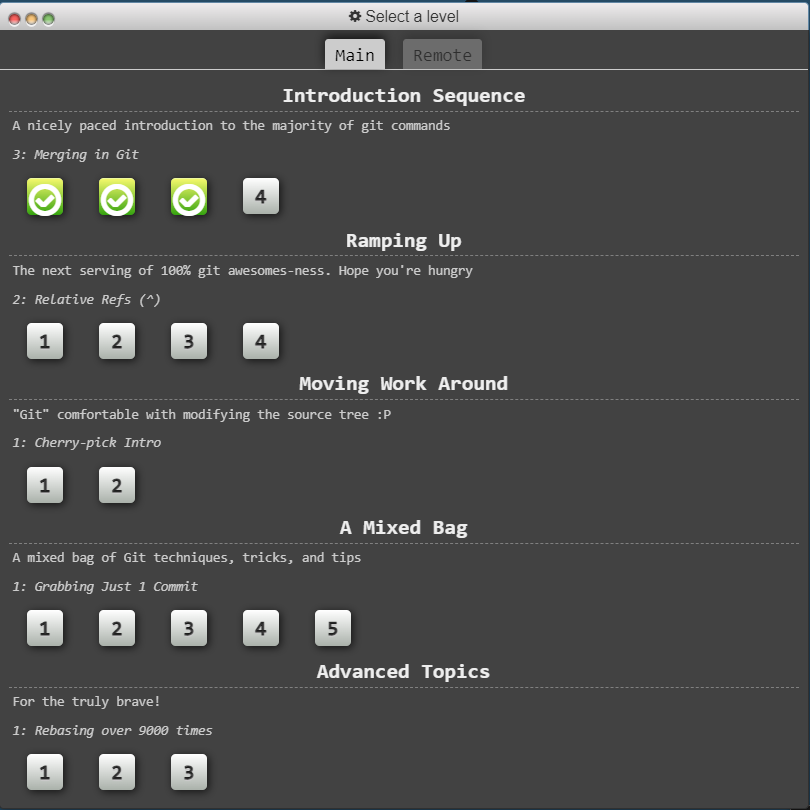 Select a level
Main Remote
Introduction Sequence
A nicely paced introduction to the majority of git commands
3: Merging in Git
4
Ramping Up
The next serving of 100% git awesomes-ness. Hope you're hungry
2: Relative Refs (^)
1 2 3 4
Moving Work Around
"Git" comfortable with modifying the source tree :P
1: Cherry-pick Intro
1 2
A Mixed Bag
A mixed bag of Git techniques, tricks, and tips
1: Grabbing Just 1 Commit
1 2 3 4 5
Advanced Topics
For the truly brave!
1: Rebasing over 9000 times
1 2 3